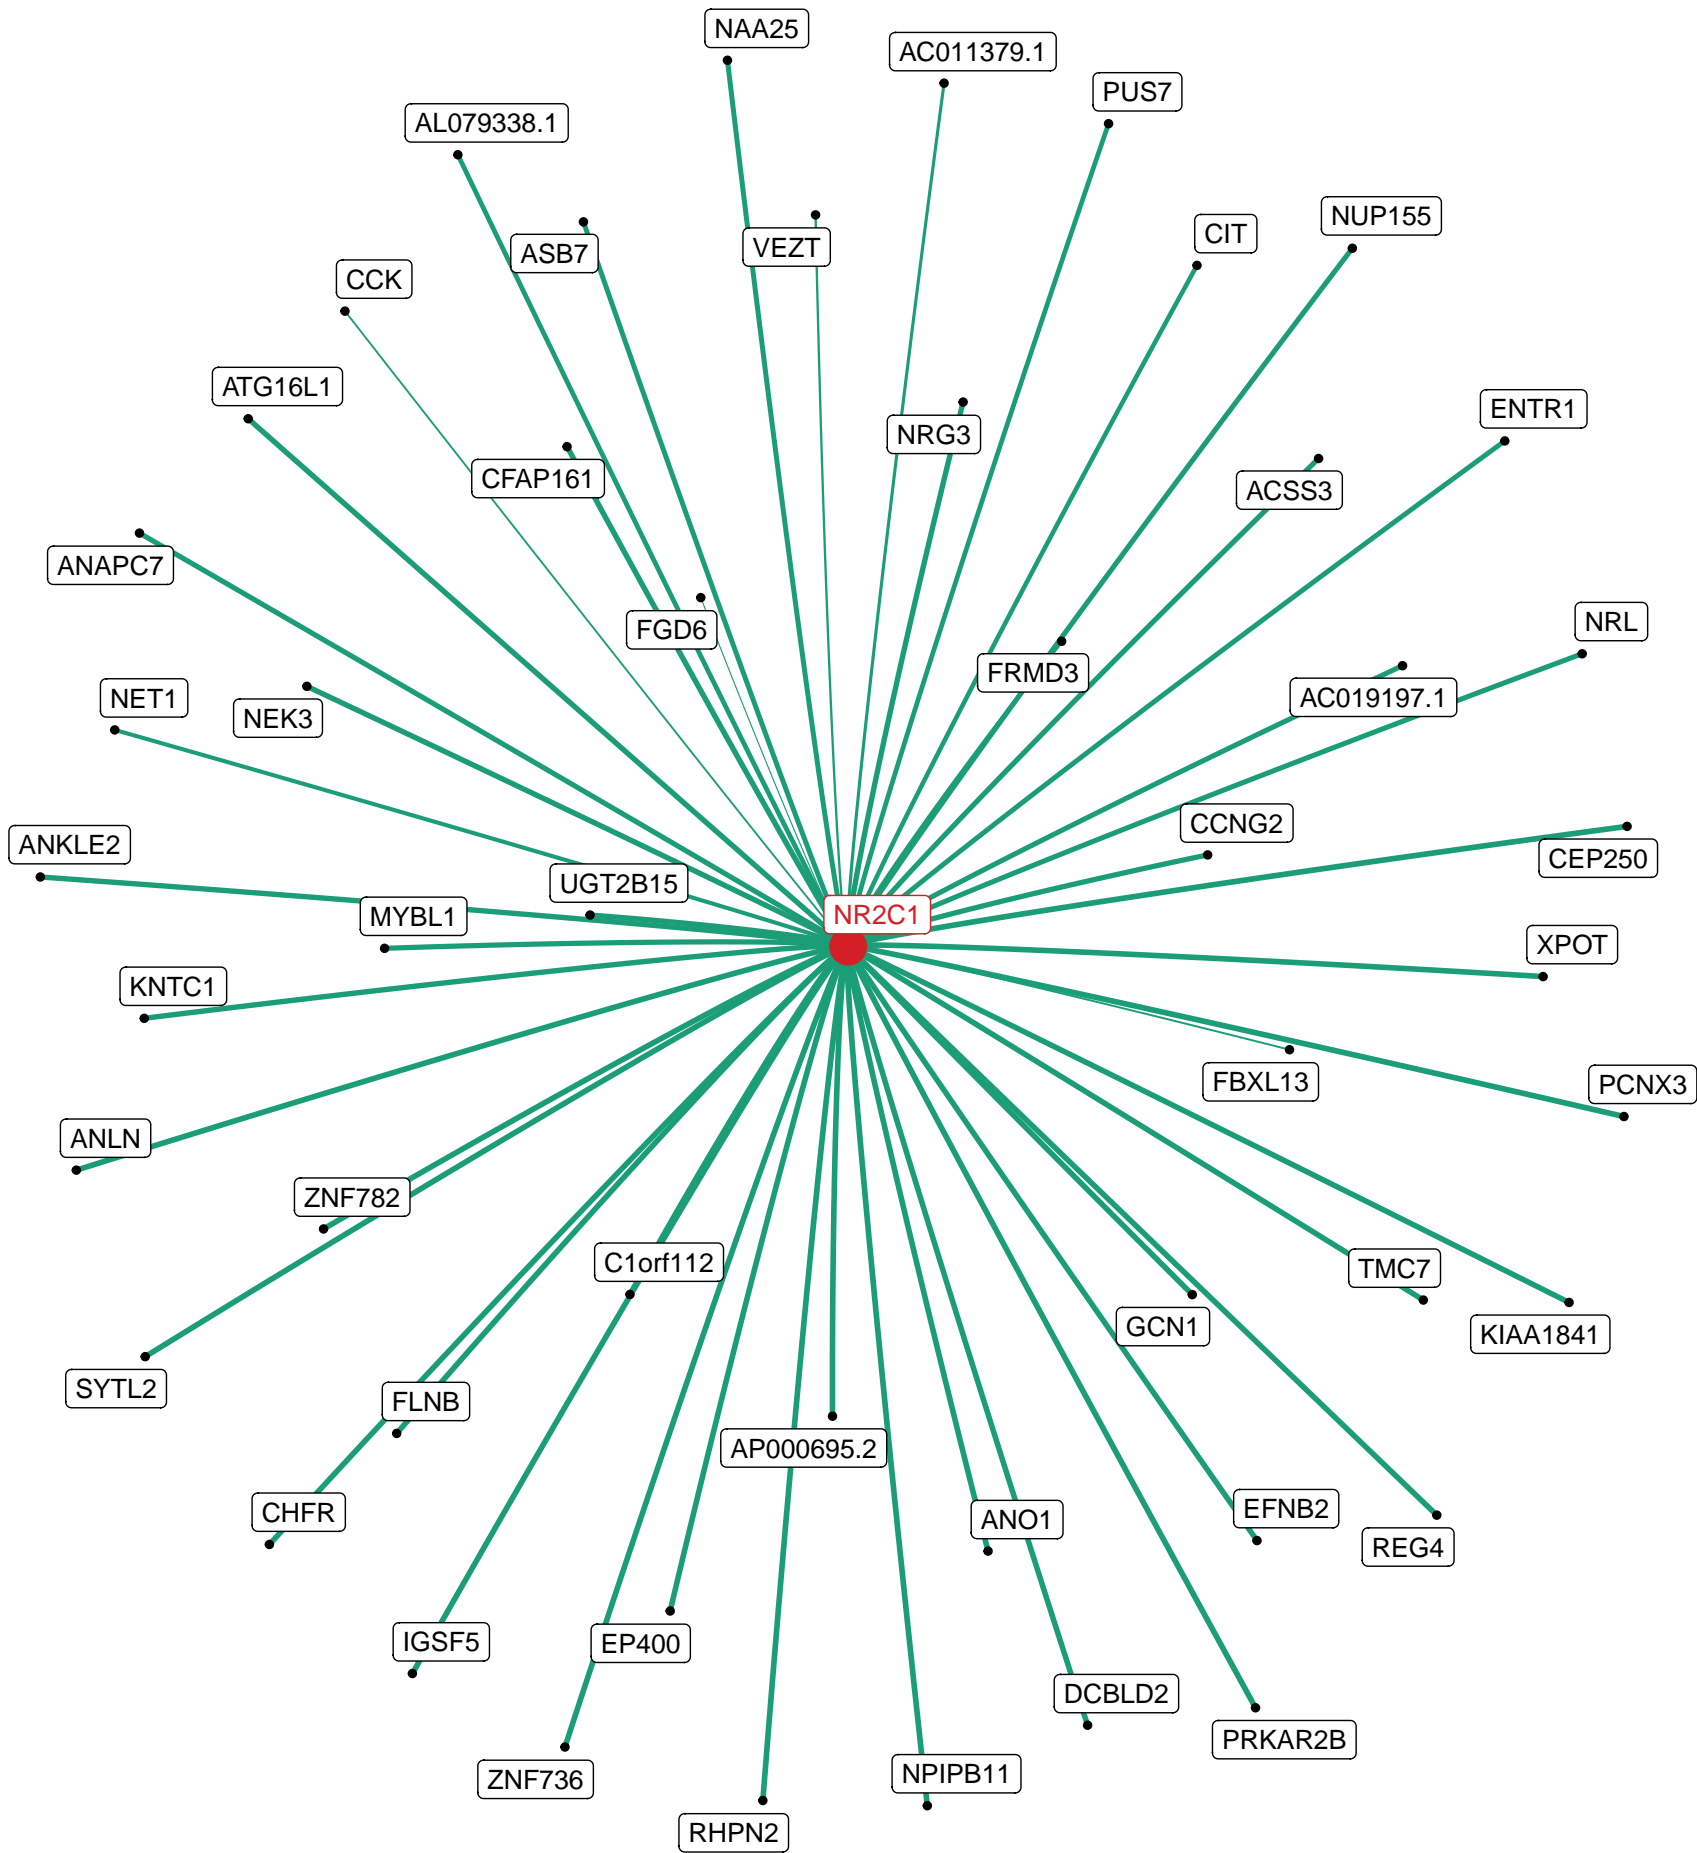 NAA25
AC011379.1
PUS7
AL079338.1
NUP155
CIT
VEZT
ASB7
CCK
ATG16L1
ENTR1
NRG3
CFAP161
ACSS3
ANAPC7
NRL
FGD6
FRMD3
AC019197.1
NET1
NEK3
CCNG2
ANKLE2
CEP250
UGT2B15
NR2C1
MYBL1
XPOT
KNTC1
FBXL13
PCNX3
ANLN
ZNF782
C1orf112
TMC7
GCN1
KIAA1841
SYTL2
FLNB
AP000695.2
EFNB2
CHFR
ANO1
REG4
IGSF5
EP400
DCBLD2
PRKAR2B
NPIPB11
ZNF736
RHPN2